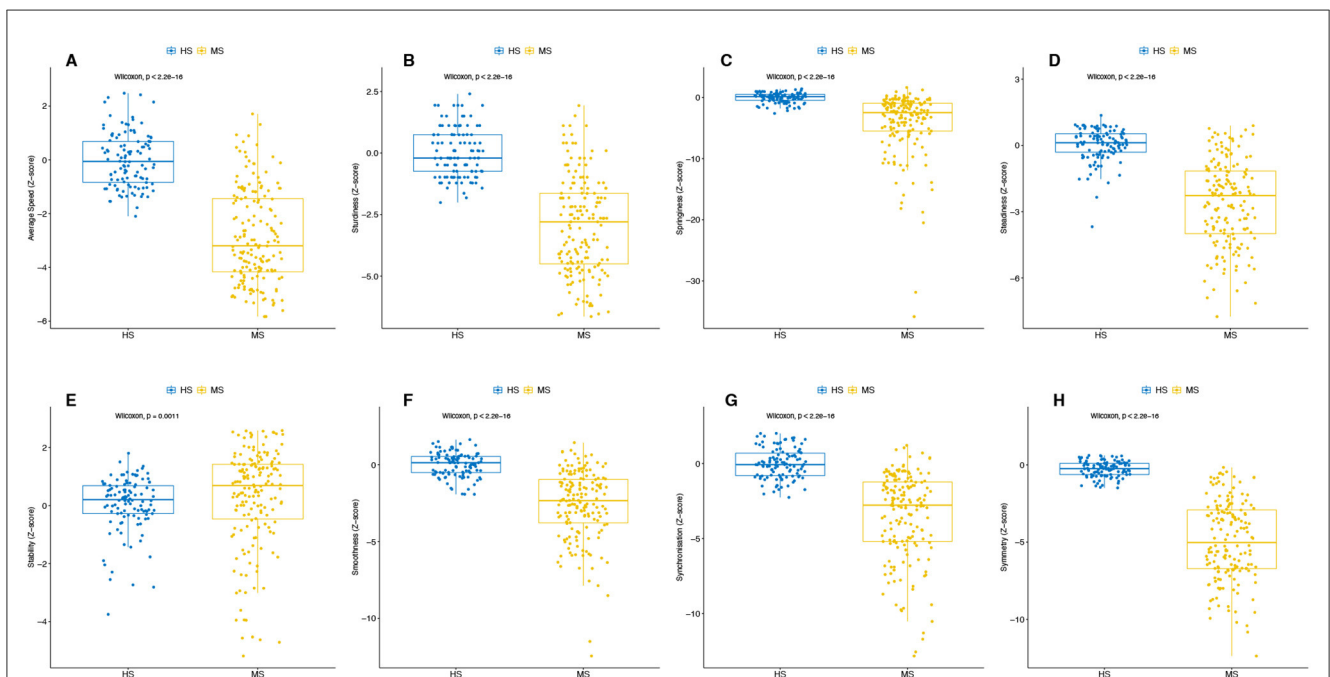 A
HS MS
Wilcoxon, p < 2.2e-16
Average Speed (Z-score)
2
0
-2
-4
-6
HS MS
B
HS MS
Wilcoxon, p < 2.2e-16
Sturdiness (Z-score)
2.5
0.0
-2.5
-5.0
HS MS
C
HS MS
Wilcoxon, p < 2.2e-16
Springiness (Z-score)
0
-10
-20
-30
HS MS
D
HS MS
Wilcoxon, p < 2.2e-16
Steadiness (Z-score)
3
0
-3
-6
HS MS
E
HS MS
Wilcoxon, p = 0.0011
Stability (Z-score)
2
0
-2
-4
HS MS
F
HS MS
Wilcoxon, p < 2.2e-16
Smoothness (Z-score)
0
-5
-10
HS MS
G
HS MS
Wilcoxon, p < 2.2e-16
Synchronisation (Z-score)
0
-5
-10
HS MS
H
HS MS
Wilcoxon, p < 2.2e-16
Symmetry (Z-score)
0
-5
-10
HS MS